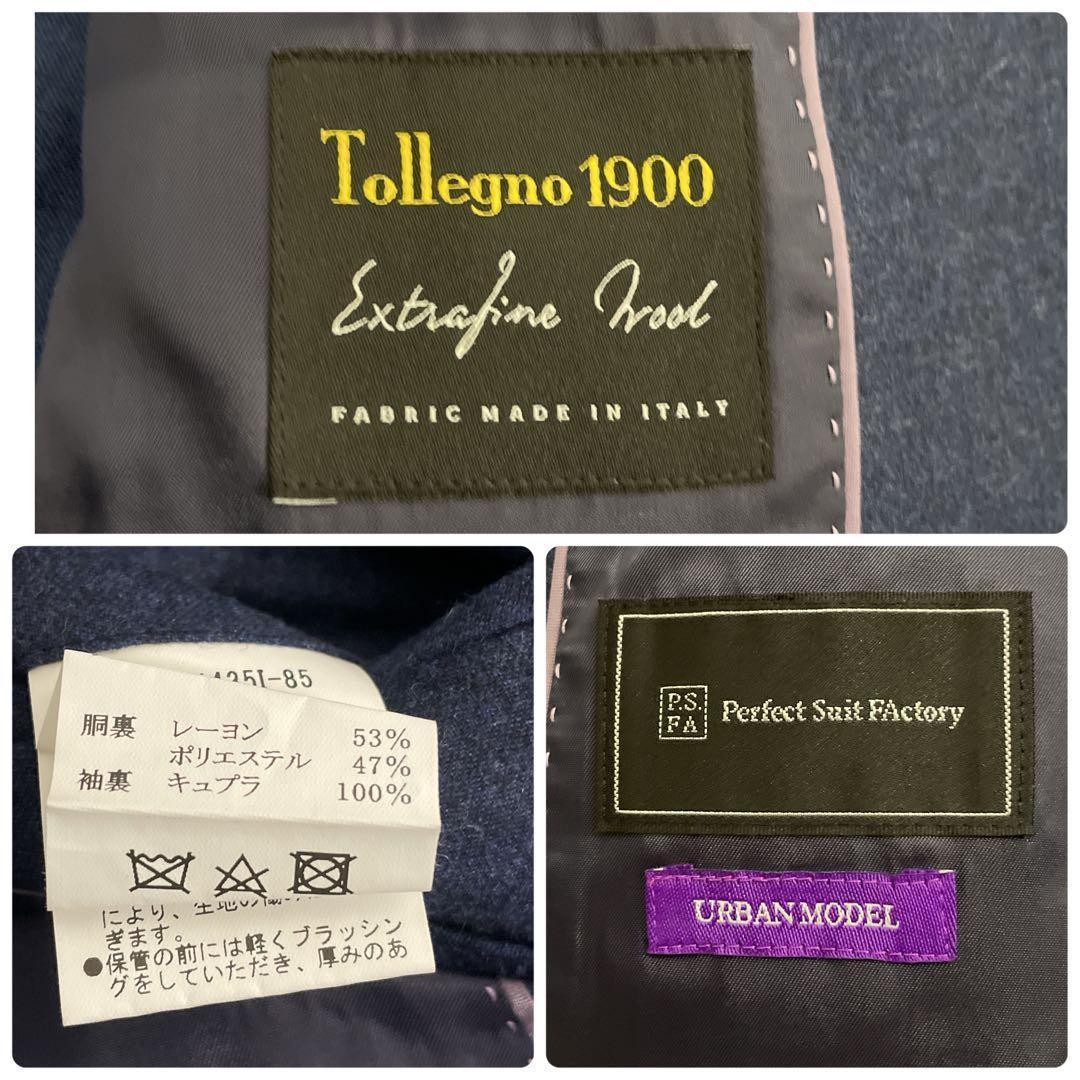 Tollegno 1900
Extrafine Wool
FABRIC MADE IN ITALY
435I-85
胴裏 レーヨン 53%
ポリエステル 47%
袖裏 キュプラ 100%
により、生地の
ぎます。
●保管の前には軽くブラッシン
グをしていただき、厚みのあ
P.S.
FA
Perfect Suit FActory
URBAN MODEL